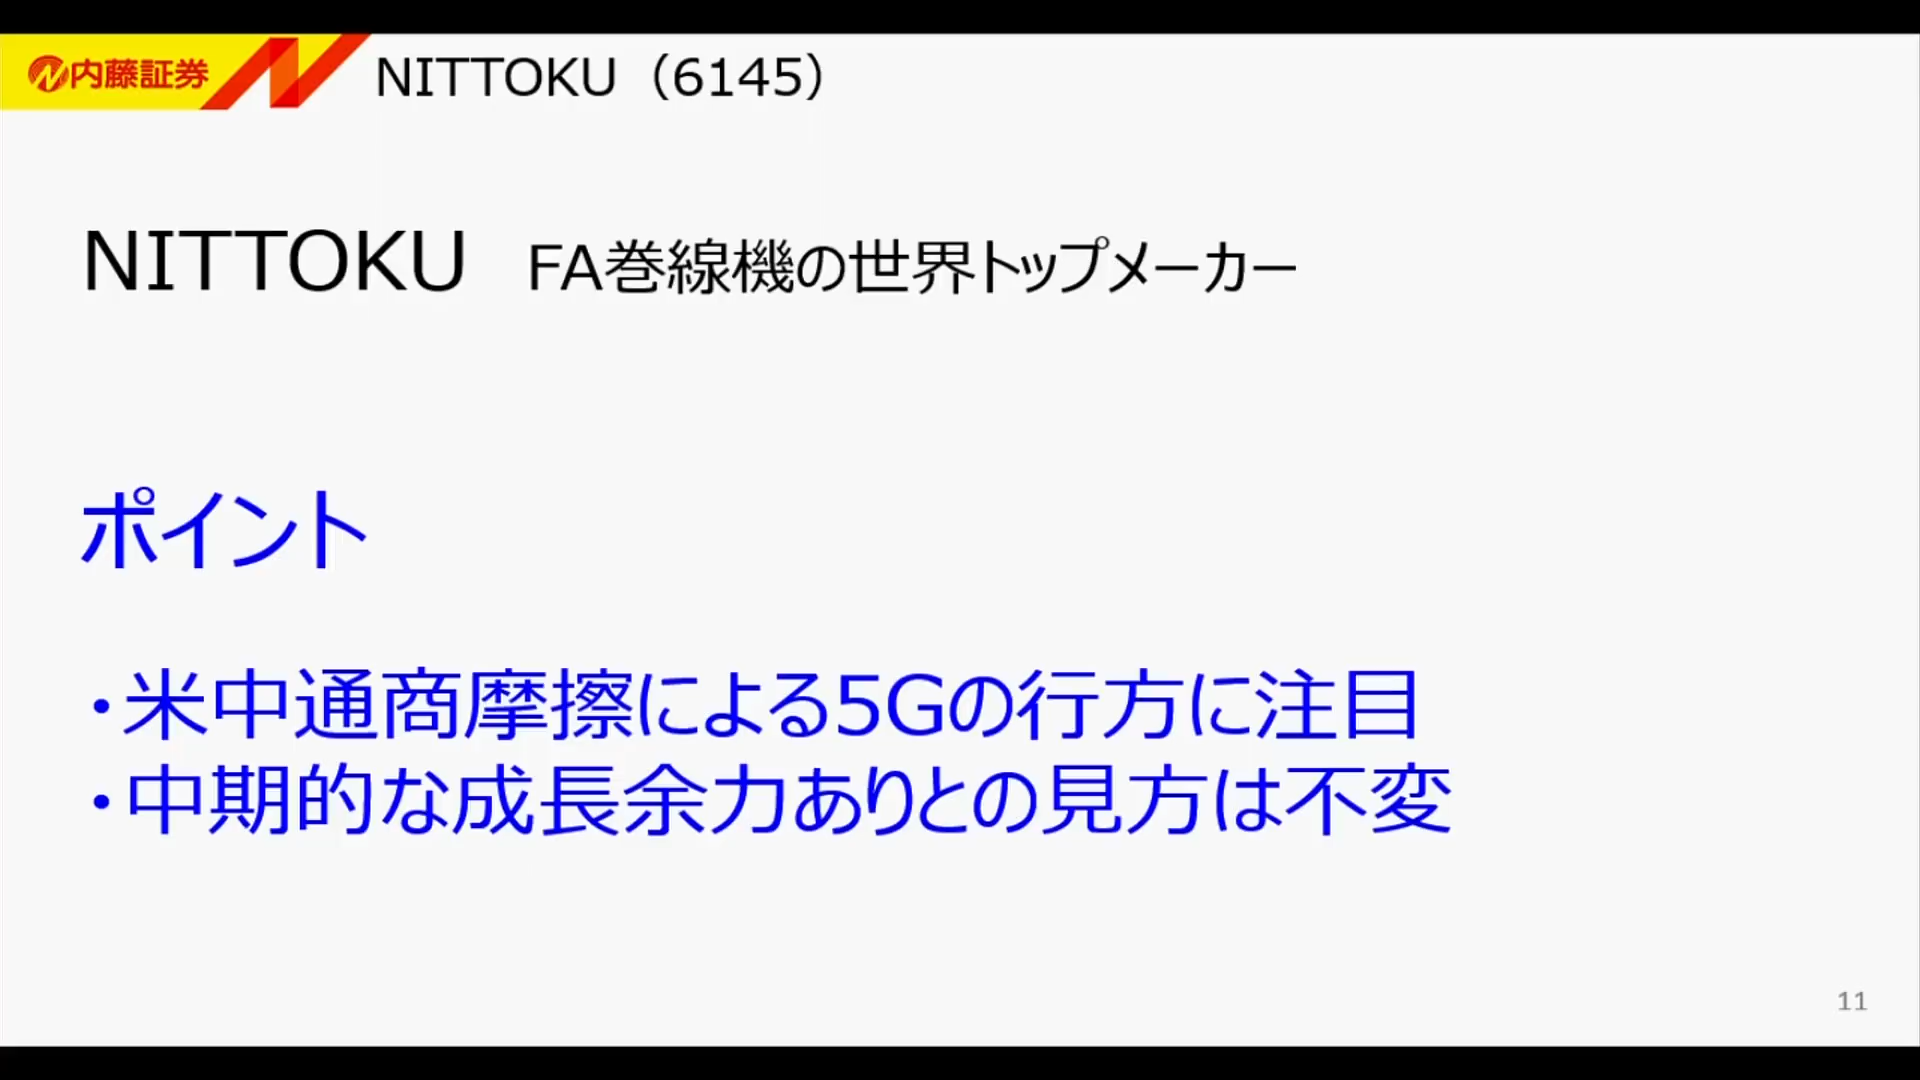 内藤証券
NITTOKU（6145）
NITTOKU　FA巻線機の世界トップメーカー
ポイント
・米中通商摩擦による5Gの行方に注目
・中期的な成長余力ありとの見方は不変
11